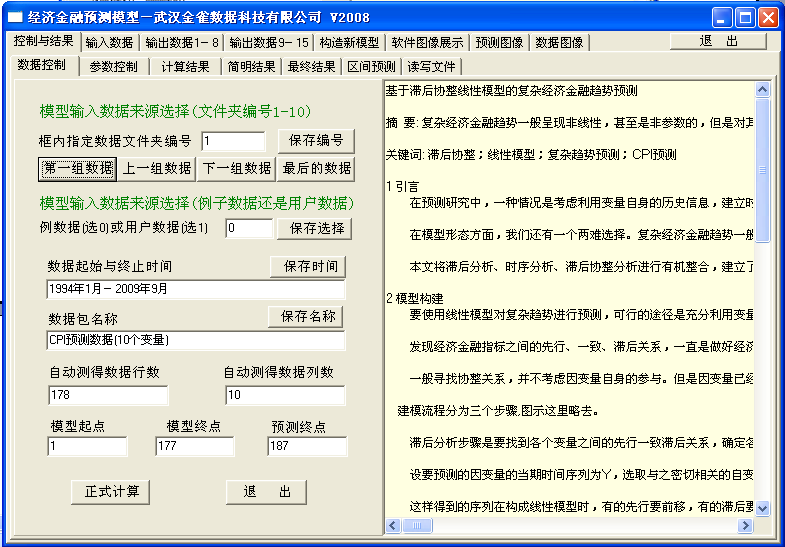 经济金融预测模型－武汉金雀数据科技有限公司 V2008
控制与结果 输入数据 输出数据1－8 输出数据9－15 构造新模型 软件图像展示 预测图像 数据图像 退 出
数据控制 参数控制 计算结果 简明结果 最终结果 区间预测 读写文件
模型输入数据来源选择(文件夹编号1-10)
框内指定数据文件夹编号 1 保存编号
第一组数据 上一组数据 下一组数据 最后的数据
模型输入数据来源选择(例子数据还是用户数据)
例数据(选0)或用户数据(选1) 0 保存选择
数据起始与终止时间 保存时间
1994年1月－2009年9月
数据包名称 保存名称
CPI预测数据(10个变量)
自动测得数据行数 自动测得数据列数
178 10
模型起点 模型终点 预测终点
1 177 187
正式计算 退 出
基于滞后协整线性模型的复杂经济金融趋势预测
摘 要: 复杂经济金融趋势一般呈现非线性，甚至是非参数的，但是对其
关键词: 滞后协整；线性模型；复杂趋势预测；CPI预测
1 引言
在预测研究中，一种情况是考虑利用变量自身的历史信息，建立时
在模型形态方面，我们还有一个两难选择。复杂经济金融趋势一般
本文将滞后分析、时序分析、滞后协整分析进行有机整合，建立了
2 模型构建
要使用线性模型对复杂趋势进行预测，可行的途径是充分利用变量
发现经济金融指标之间的先行、一致、滞后关系，一直是做好经济
一般寻找协整关系，并不考虑因变量自身的参与。但是因变量已经
建模流程分为三个步骤,图示这里略去。
滞后分析步骤是要找到各个变量之间的先行一致滞后关系，确定各
设要预测的因变量的当期时间序列为Y，选取与之密切相关的自变
这样得到的序列在构成线性模型时，有的先行要前移，有的滞后要